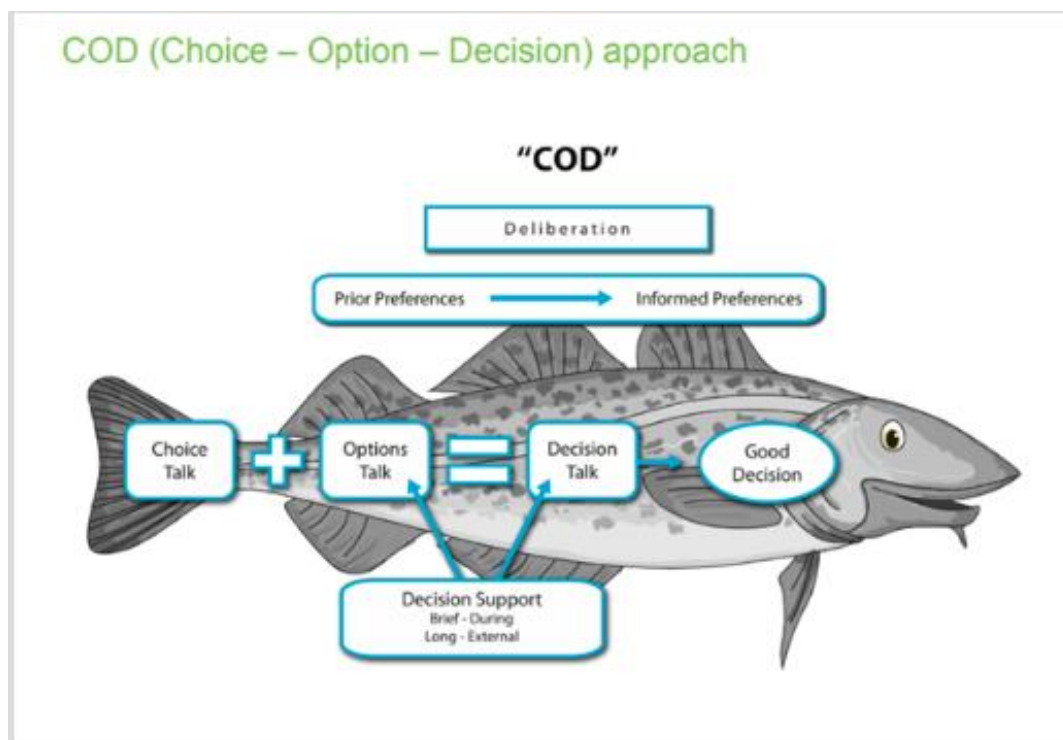 COD (Choice – Option – Decision) approach
"COD"
Deliberation
Prior Preferences
Informed Preferences
Choice
Talk
Options
Talk
Decision
Talk
Good
Decision
Decision Support
Brief - During
Long - External